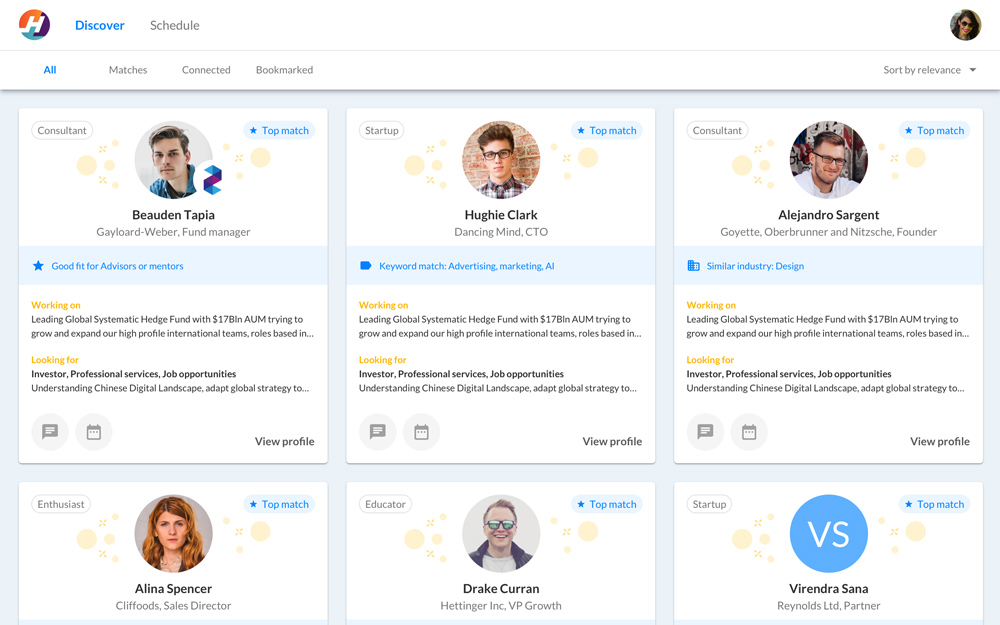 H
Discover
Schedule
All
Matches
Connected
Bookmarked
Sort by relevance
Consultant
Top match
Beauden Tapia
Gayloard-Weber, Fund manager
Good fit for Advisors or mentors
Working on
Leading Global Systematic Hedge Fund with $17Bln AUM trying to
grow and expand our high profile international teams, roles based in...
Looking for
Investor, Professional services, Job opportunities
Understanding Chinese Digital Landscape, adapt global strategy to...
View profile
Startup
Top match
Hughie Clark
Dancing Mind, CTO
Keyword match: Advertising, marketing, AI
Working on
Leading Global Systematic Hedge Fund with $17Bln AUM trying to
grow and expand our high profile international teams, roles based in...
Looking for
Investor, Professional services, Job opportunities
Understanding Chinese Digital Landscape, adapt global strategy to...
View profile
Consultant
Top match
Alejandro Sargent
Goyette, Oberbrunner and Nitzsche, Founder
Similar industry: Design
Working on
Leading Global Systematic Hedge Fund with $17Bln AUM trying to
grow and expand our high profile international teams, roles based in...
Looking for
Investor, Professional services, Job opportunities
Understanding Chinese Digital Landscape, adapt global strategy to...
View profile
Enthusiast
Top match
Alina Spencer
Cliffoods, Sales Director
Educator
Top match
Drake Curran
Hettinger Inc, VP Growth
Startup
Top match
VS
Virendra Sana
Reynolds Ltd, Partner